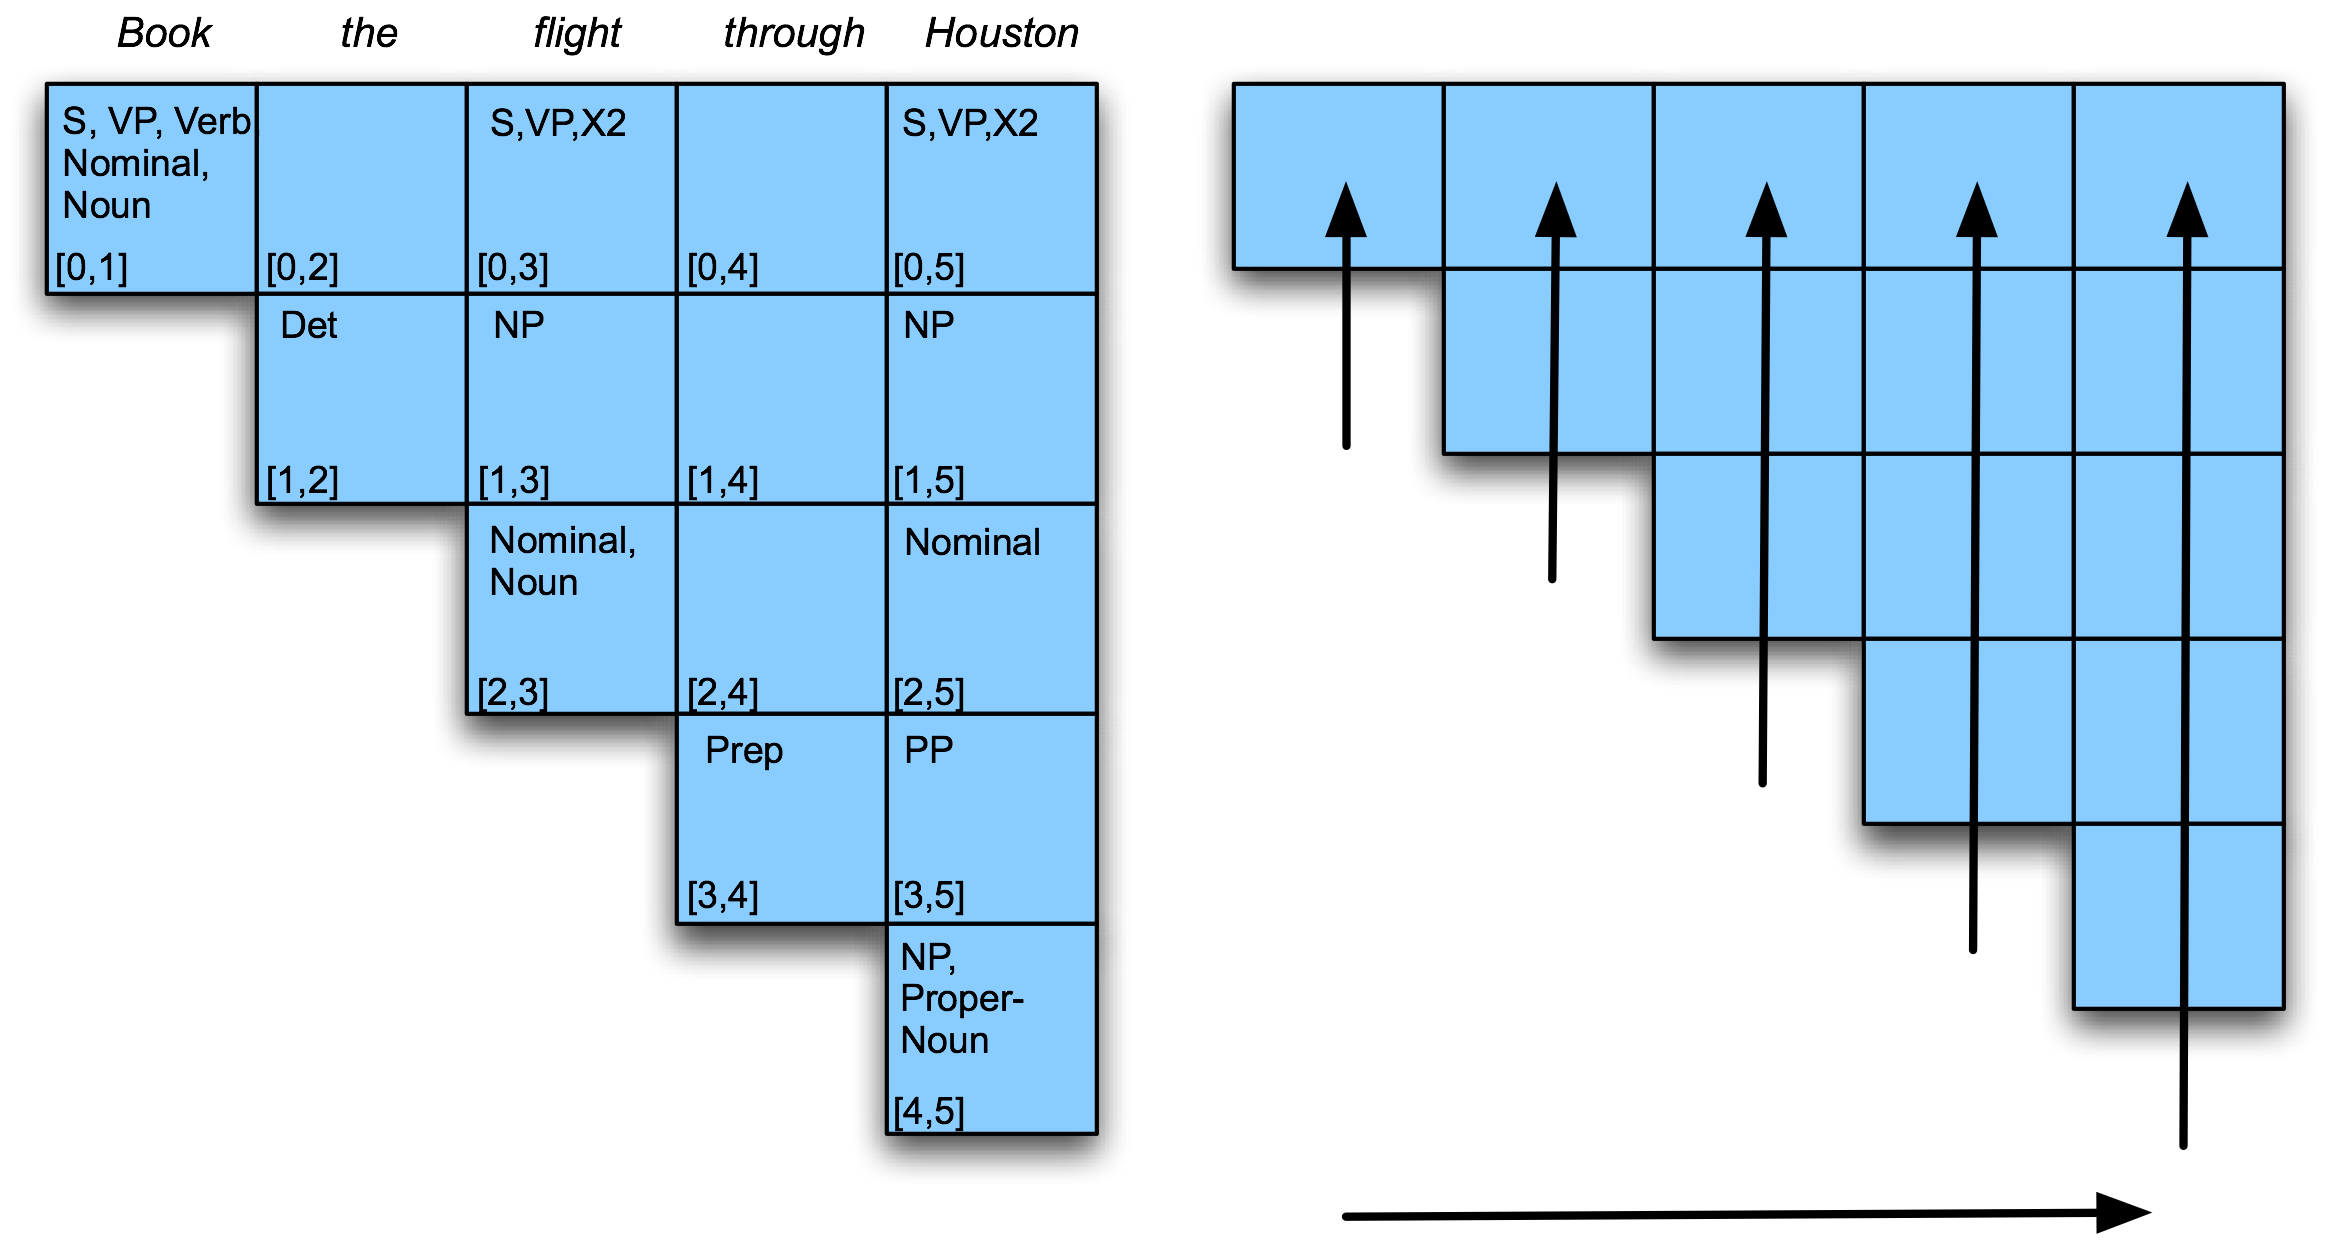 Book the flight through Houston
S, VP, Verb
Nominal,
Noun
[0,1]
[0,2]
S,VP,X2
[0,3]
[0,4]
S,VP,X2
[0,5]
Det
[1,2]
NP
[1,3]
[1,4]
NP
[1,5]
Nominal,
Noun
[2,3]
[2,4]
Nominal
[2,5]
Prep
[3,4]
PP
[3,5]
NP,
Proper-
Noun
[4,5]